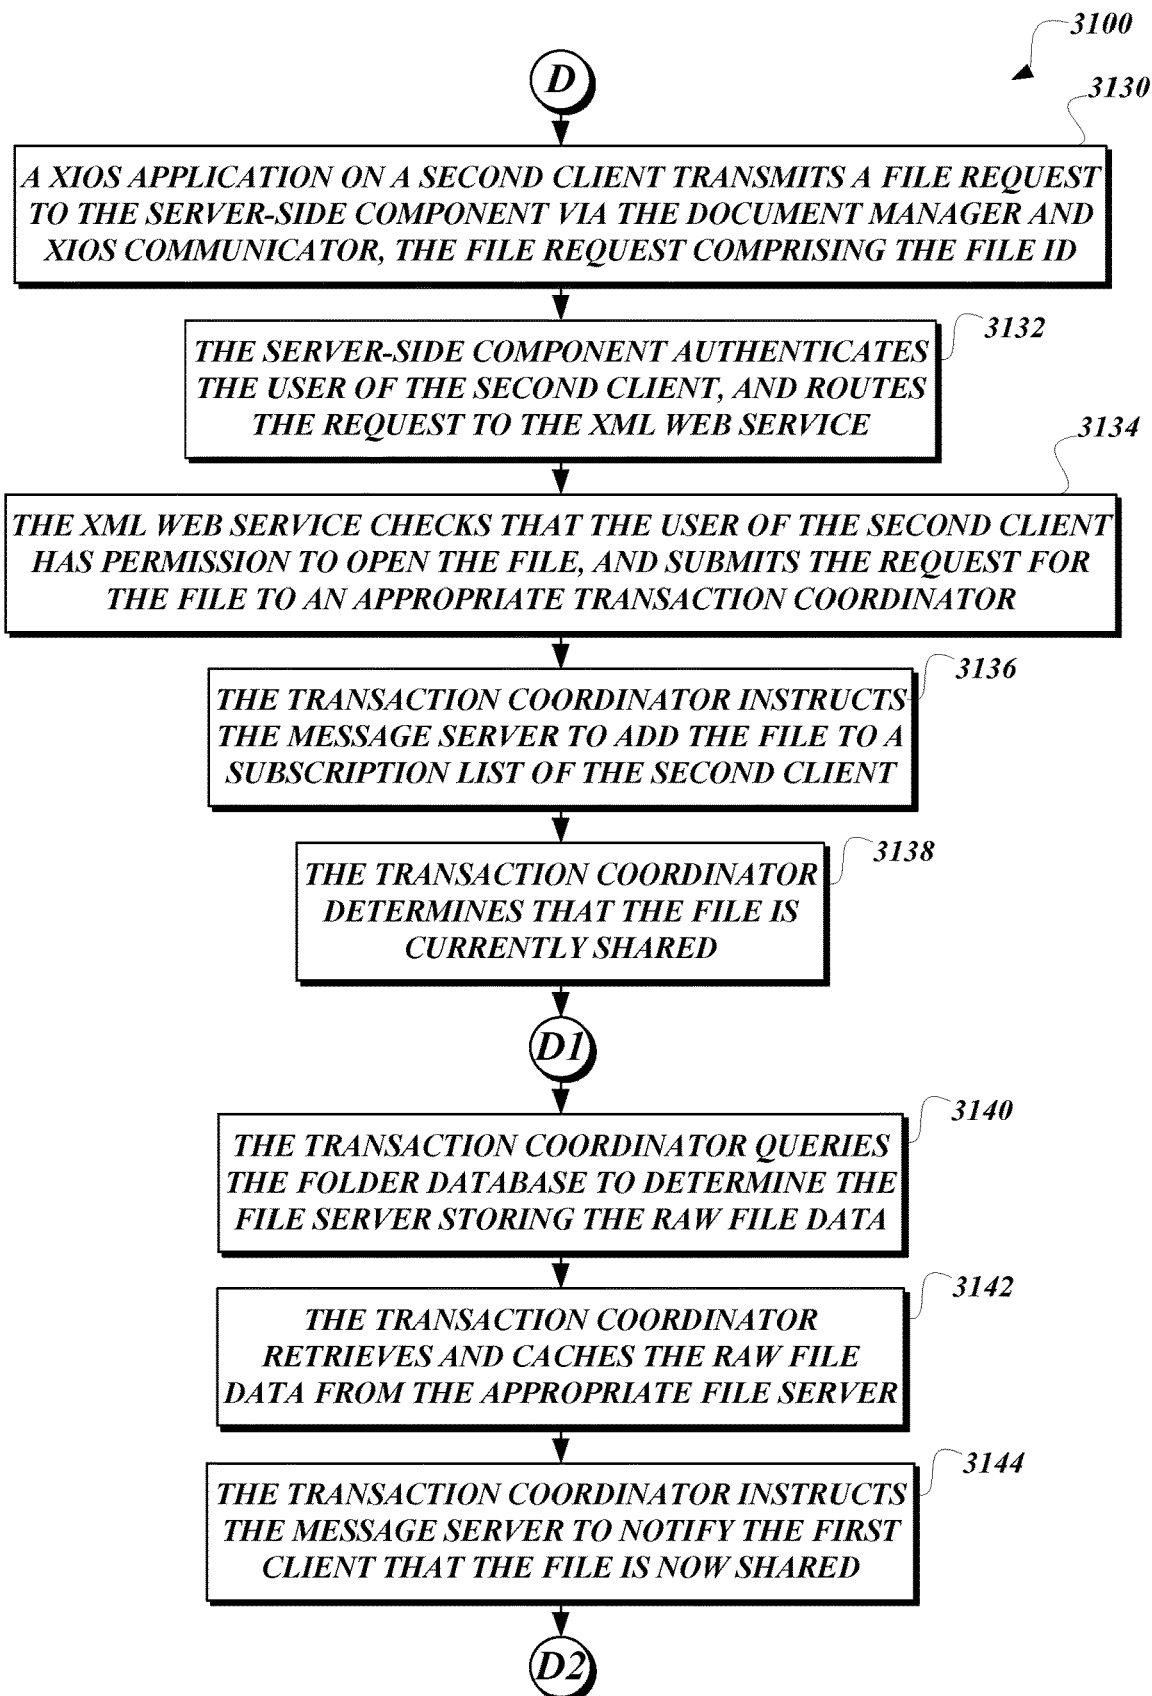 3100
D
3130
A XIOS APPLICATION ON A SECOND CLIENT TRANSMITS A FILE REQUEST
TO THE SERVER-SIDE COMPONENT VIA THE DOCUMENT MANAGER AND
XIOS COMMUNICATOR, THE FILE REQUEST COMPRISING THE FILE ID
3132
THE SERVER-SIDE COMPONENT AUTHENTICATES
THE USER OF THE SECOND CLIENT, AND ROUTES
THE REQUEST TO THE XML WEB SERVICE
3134
THE XML WEB SERVICE CHECKS THAT THE USER OF THE SECOND CLIENT
HAS PERMISSION TO OPEN THE FILE, AND SUBMITS THE REQUEST FOR
THE FILE TO AN APPROPRIATE TRANSACTION COORDINATOR
3136
THE TRANSACTION COORDINATOR INSTRUCTS
THE MESSAGE SERVER TO ADD THE FILE TO A
SUBSCRIPTION LIST OF THE SECOND CLIENT
3138
THE TRANSACTION COORDINATOR
DETERMINES THAT THE FILE IS
CURRENTLY SHARED
D1
3140
THE TRANSACTION COORDINATOR QUERIES
THE FOLDER DATABASE TO DETERMINE THE
FILE SERVER STORING THE RAW FILE DATA
3142
THE TRANSACTION COORDINATOR
RETRIEVES AND CACHES THE RAW FILE
DATA FROM THE APPROPRIATE FILE SERVER
3144
THE TRANSACTION COORDINATOR INSTRUCTS
THE MESSAGE SERVER TO NOTIFY THE FIRST
CLIENT THAT THE FILE IS NOW SHARED
D2